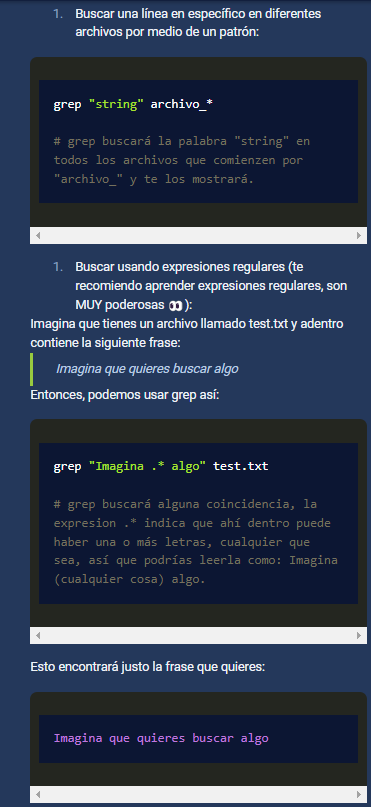 1. Buscar una línea en específico en diferentes
archivos por medio de un patrón:
grep "string" archivo_*
# grep buscará la palabra "string" en
todos los archivos que comienzen por
"archivo_" y te los mostrará.
1. Buscar usando expresiones regulares (te
recomiendo aprender expresiones regulares, son
MUY poderosas 👀):
Imagina que tienes un archivo llamado test.txt y adentro
contiene la siguiente frase:
Imagina que quieres buscar algo
Entonces, podemos usar grep así:
grep "Imagina .* algo" test.txt
# grep buscará alguna coincidencia, la
expresion .* indica que ahí dentro puede
haber una o más letras, cualquier que
sea, así que podrías leerla como: Imagina
(cualquier cosa) algo.
Esto encontrará justo la frase que quieres:
Imagina que quieres buscar algo